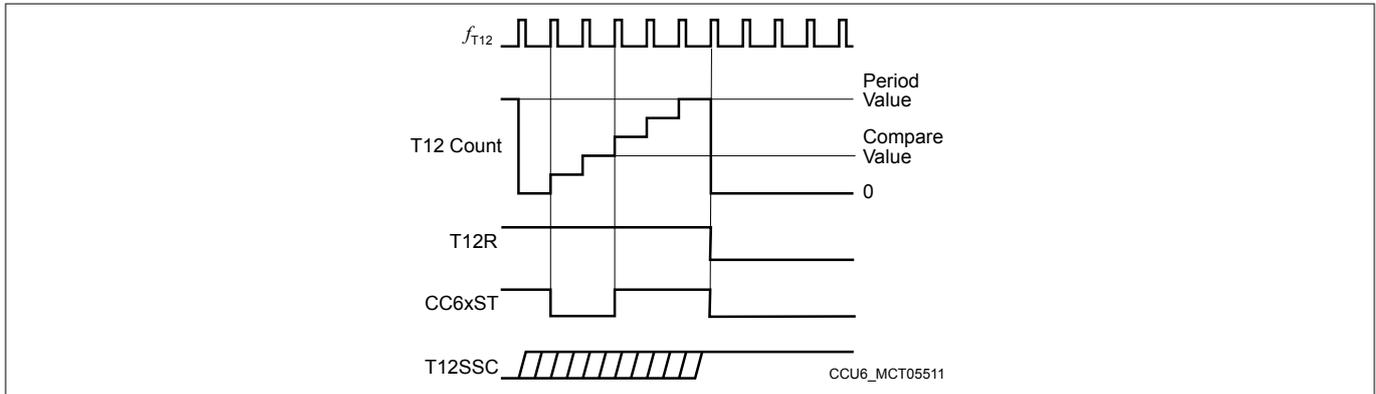 fT12
Period
Value
T12 Count
Compare
Value
0
T12R
CC6xST
T12SSC
CCU6_MCT05511